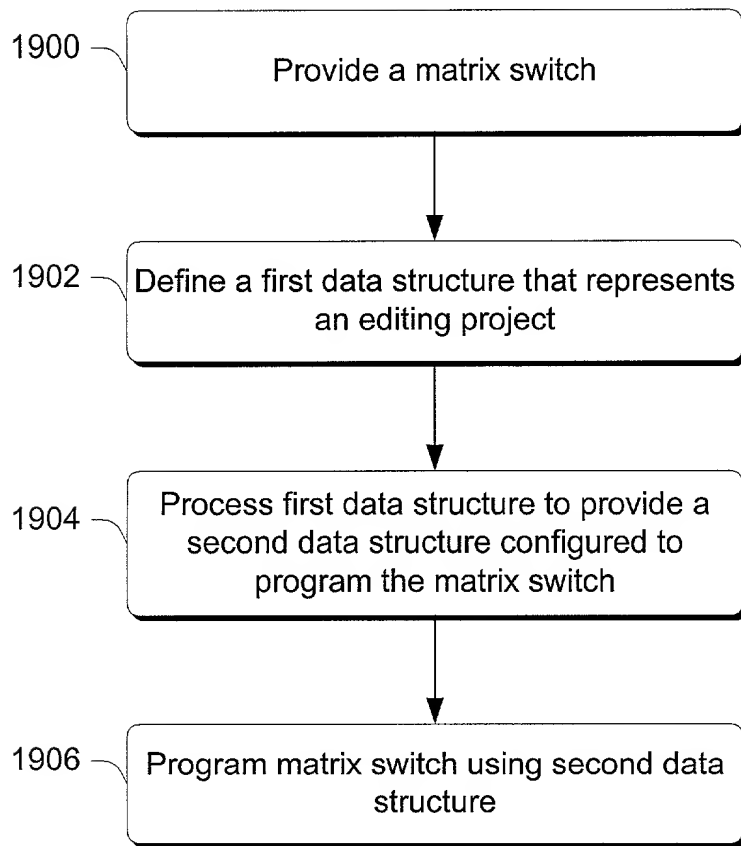 1900
Provide a matrix switch
1902
Define a first data structure that represents
an editing project
1904
Process first data structure to provide a
second data structure configured to
program the matrix switch
1906
Program matrix switch using second data
structure